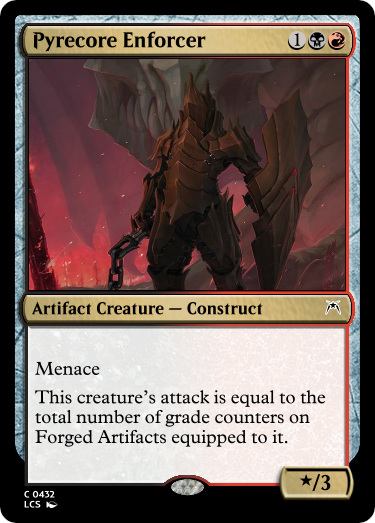 Pyrecore Enforcer 1
Artifact Creature — Construct
Menace
This creature's attack is equal to the
total number of grade counters on
Forged Artifacts equipped to it.
★/3
C 0432
LCS